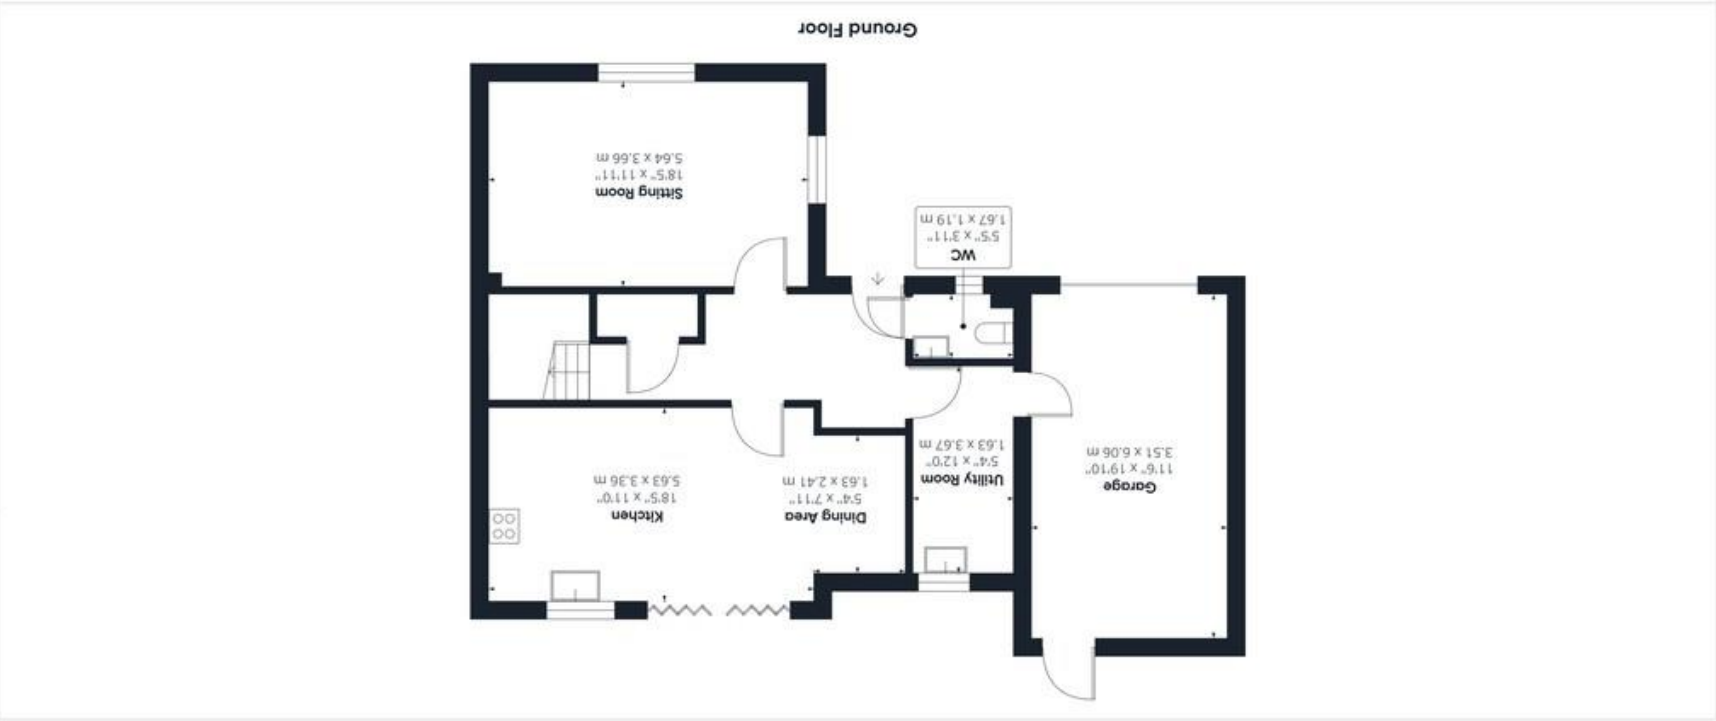 Garage
11'6" x 19'10"
3.51 x 6.06 m
Utility Room
5'4" x 12'0"
1.63 x 3.67 m
Dining Area
5'4" x 7'11"
1.63 x 2.41 m
Kitchen
18'5" x 11'0"
5.63 x 3.36 m
WC
5'5" x 3'11"
1.67 x 1.19 m
Sitting Room
18'5" x 11'11"
5.64 x 3.66 m
Ground Floor